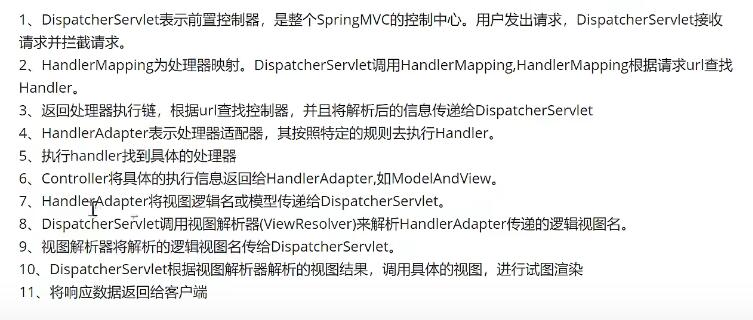 1、DispatcherServlet表示前置控制器，是整个SpringMVC的控制中心。用户发出请求，DispatcherServlet接收
请求并拦截请求。
2、HandlerMapping为处理器映射。DispatcherServlet调用HandlerMapping,HandlerMapping根据请求url查找
Handler。
3、返回处理器执行链，根据url查找控制器，并且将解析后的信息传递给DispatcherServlet
4、HandlerAdapter表示处理器适配器，其按照特定的规则去执行Handler。
5、执行handler找到具体的处理器
6、Controller将具体的执行信息返回给HandlerAdapter,如ModelAndView。
7、HandlerAdapter将视图逻辑名或模型传递给DispatcherServlet。
8、DispatcherServlet调用视图解析器(ViewResolver)来解析HandlerAdapter传递的逻辑视图名。
9、视图解析器将解析的逻辑视图名传给DispatcherServlet。
10、DispatcherServlet根据视图解析器解析的视图结果，调用具体的视图，进行试图渲染
11、将响应数据返回给客户端